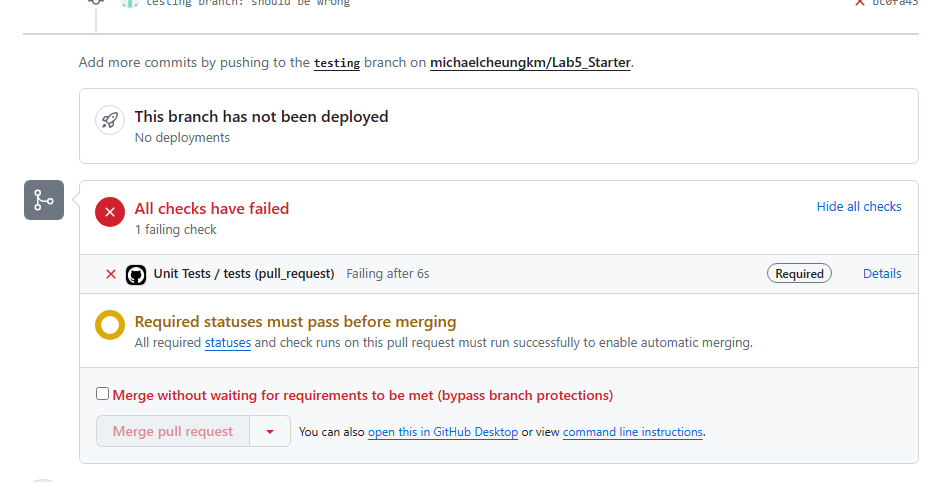 testing branch: should be wrong bc0fa43
Add more commits by pushing to the testing branch on michaelcheungkm/Lab5_Starter.
This branch has not been deployed
No deployments
All checks have failed Hide all checks
1 failing check
Unit Tests / tests (pull_request) Failing after 6s Required Details
Required statuses must pass before merging
All required statuses and check runs on this pull request must run successfully to enable automatic merging.
Merge without waiting for requirements to be met (bypass branch protections)
Merge pull request You can also open this in GitHub Desktop or view command line instructions.